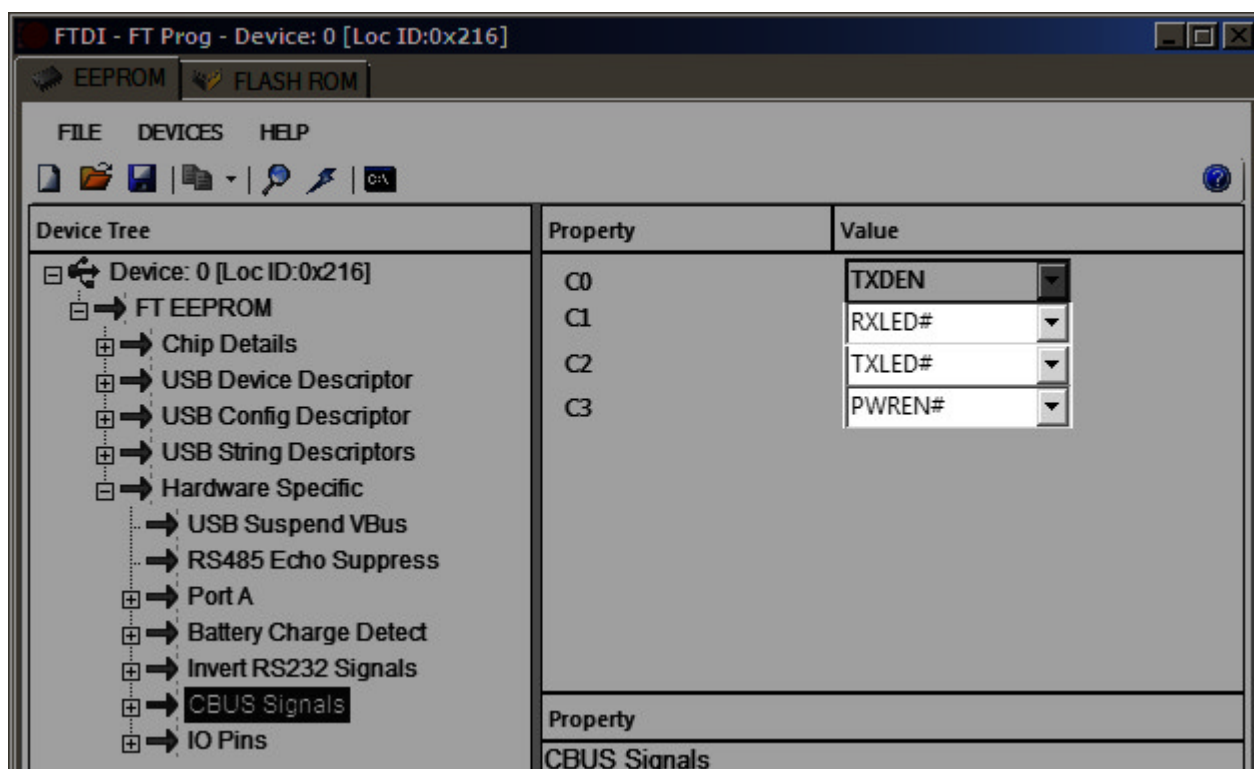 FTDI - FT Prog - Device: 0 [Loc ID:0x216]
EEPROM FLASH ROM
FILE DEVICES HELP
C:\
Device Tree
Property Value
Device: 0 [Loc ID:0x216]
FT EEPROM
Chip Details
USB Device Descriptor
USB Config Descriptor
USB String Descriptors
Hardware Specific
USB Suspend VBus
RS485 Echo Suppress
Port A
Battery Charge Detect
Invert RS232 Signals
CBUS Signals
IO Pins
C0 TXDEN
C1 RXLED#
C2 TXLED#
C3 PWREN#
Property
CBUS Signals